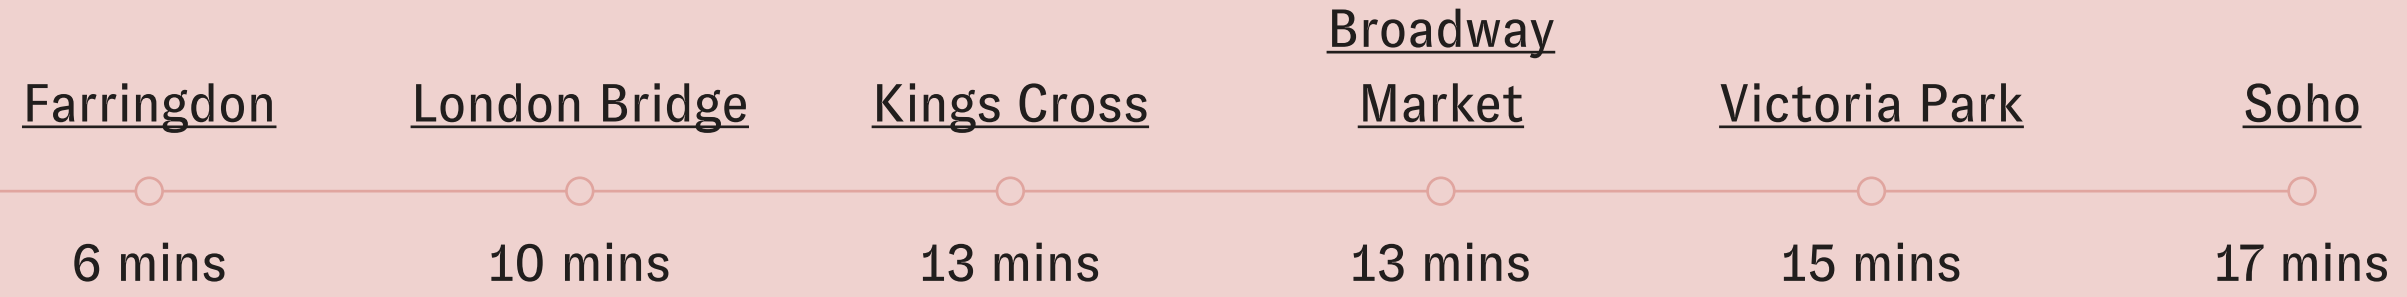 Farringdon
London Bridge
Kings Cross
Broadway
Market
Victoria Park
Soho
6 mins
10 mins
13 mins
13 mins
15 mins
17 mins